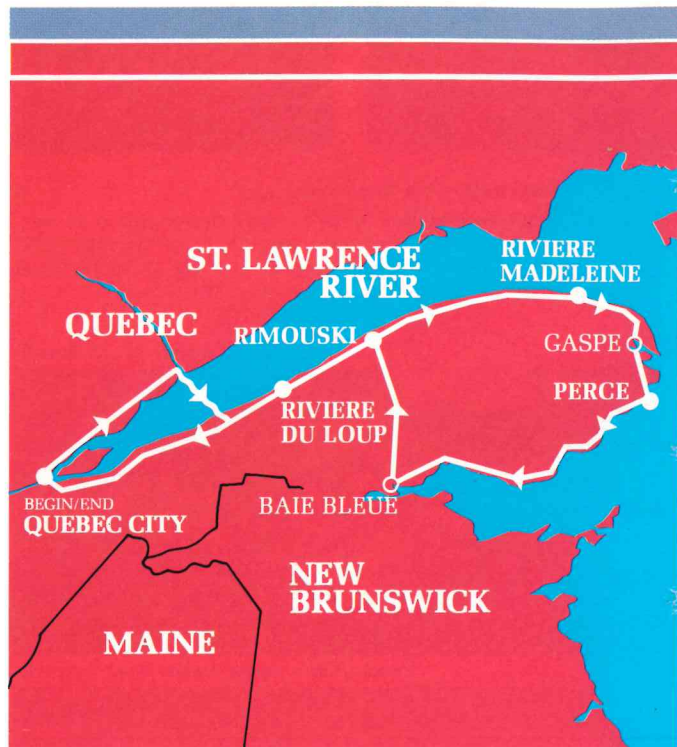 ST. LAWRENCE
RIVER
RIVIERE
MADELEINE
QUEBEC
RIMOUSKI
GASPE
PERCE
RIVIERE
DU LOUP
BEGIN/END
QUEBEC CITY
BAIE BLEUE
NEW
BRUNSWICK
MAINE